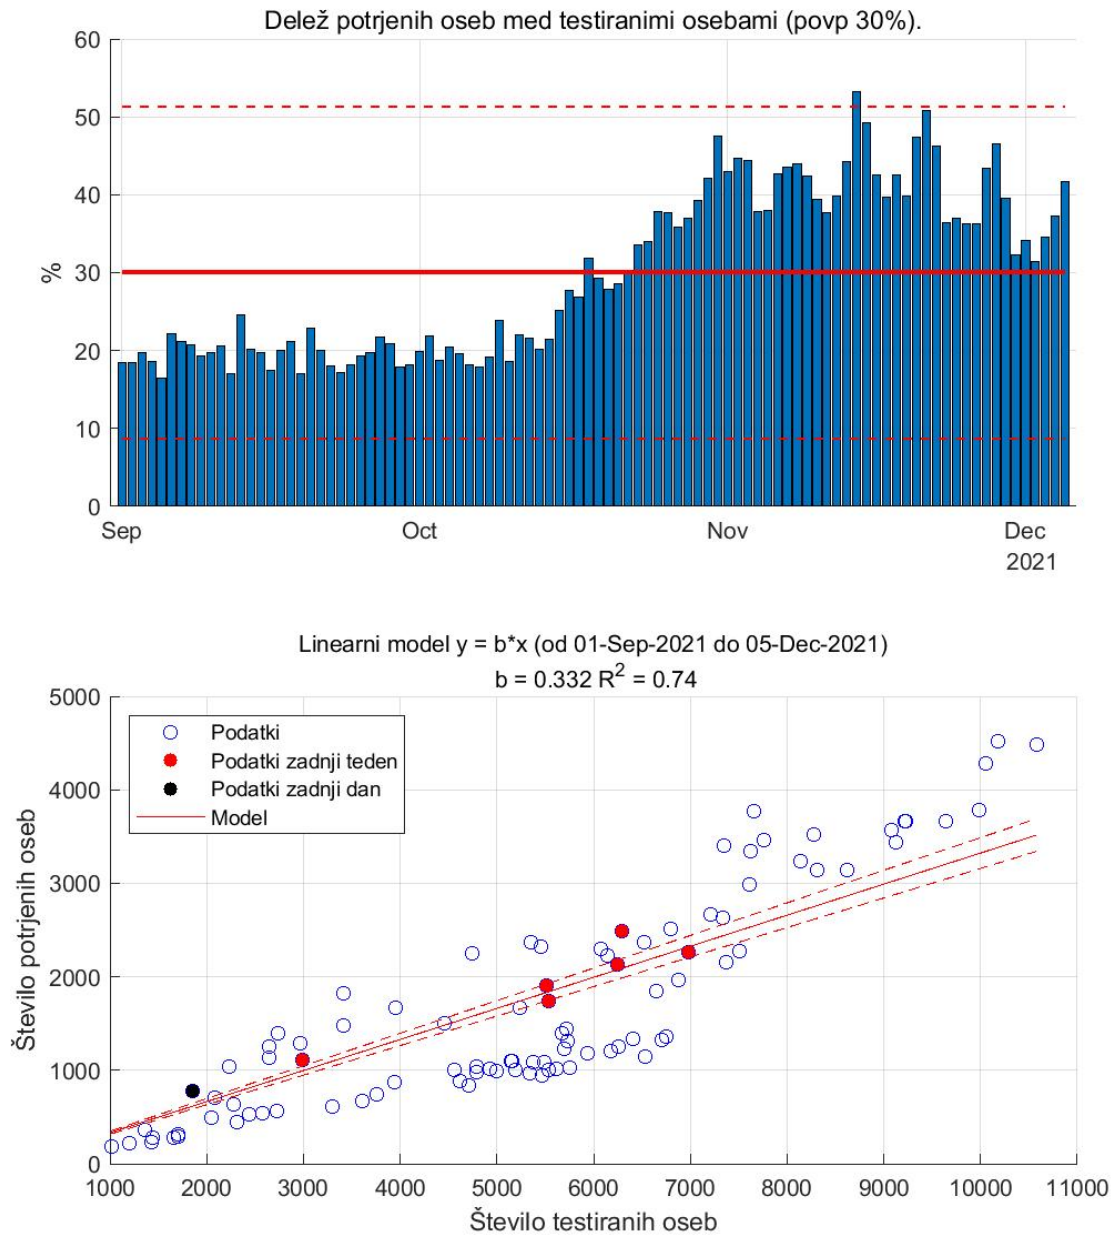 Delež potrjenih oseb med testiranimi osebami (povp 30%).
60
50
40
30
20
10
0
%
Sep
Oct
Nov
Dec
2021
Linearni model y = b*x (od 01-Sep-2021 do 05-Dec-2021)
b = 0.332 R² = 0.74
5000
4000
3000
2000
1000
0
Število potrjenih oseb
Podatki
Podatki zadnji teden
Podatki zadnji dan
Model
1000 2000 3000 4000 5000 6000 7000 8000 9000 10000 11000
Število testiranih oseb